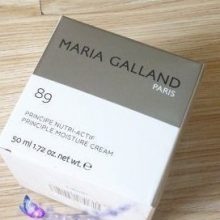 MARIA GALLAND
PARIS
89
PRINCIPE NUTRI-ACTIF
PRINCIPLE MOISTURE CREAM
50 ml 1.72 oz. net wt. e